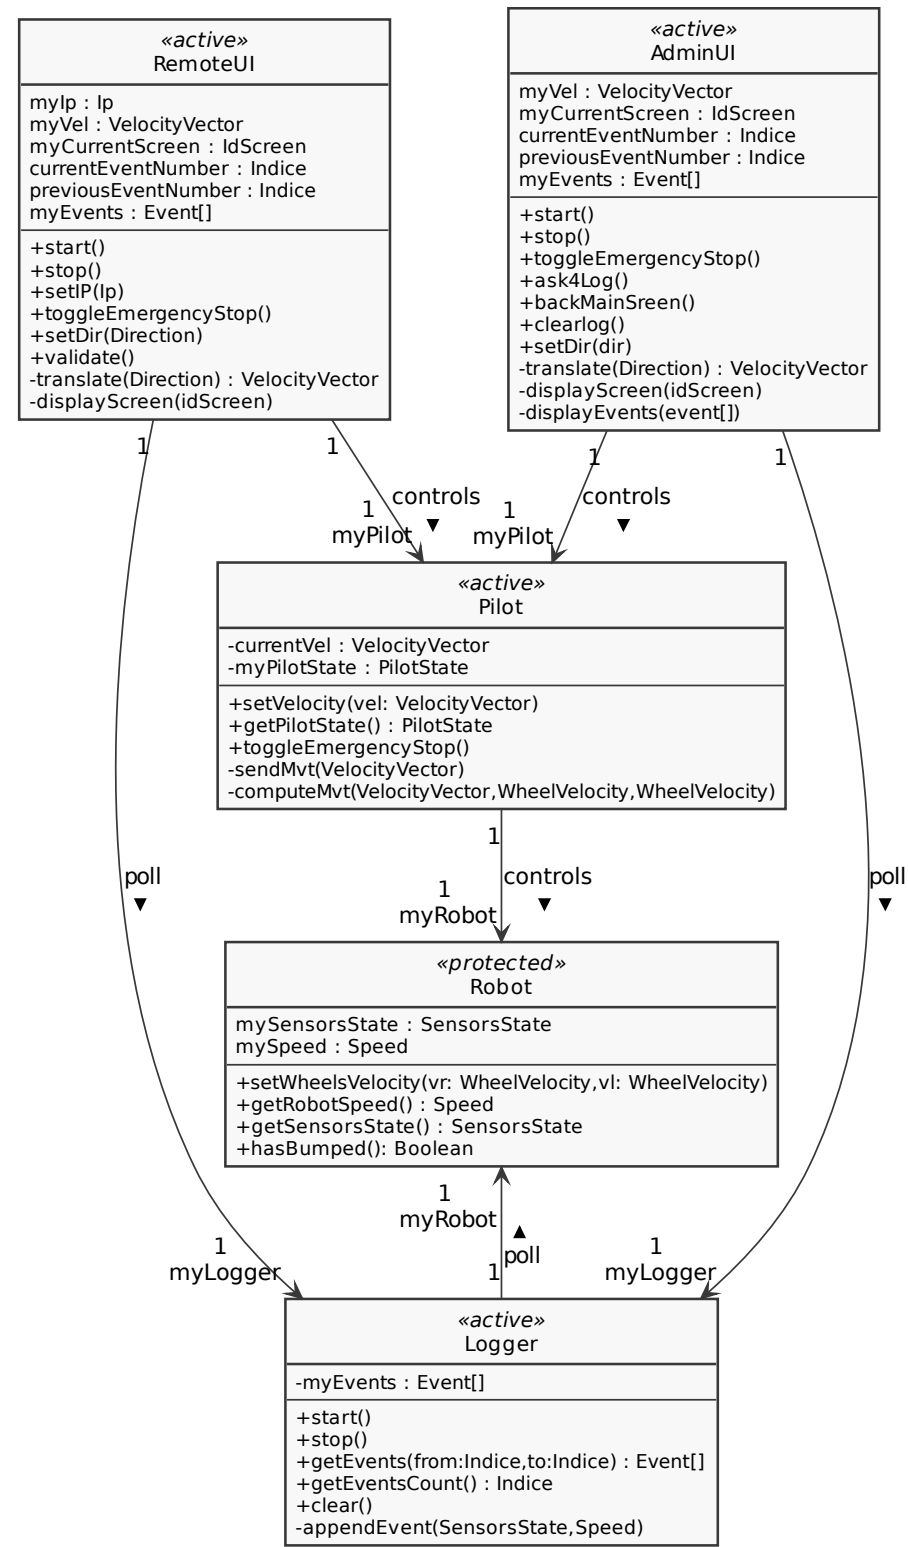 «active»
RemoteUI
myIp : Ip
myVel : VelocityVector
myCurrentScreen : IdScreen
currentEventNumber : Indice
previousEventNumber : Indice
myEvents : Event[]
+start()
+stop()
+setIP(Ip)
+toggleEmergencyStop()
+setDir(Direction)
+validate()
-translate(Direction) : VelocityVector
-displayScreen(idScreen)
«active»
AdminUI
myVel : VelocityVector
myCurrentScreen : IdScreen
currentEventNumber : Indice
previousEventNumber : Indice
myEvents : Event[]
+start()
+stop()
+toggleEmergencyStop()
+ask4Log()
+backMainSreen()
+clearlog()
+setDir(dir)
-translate(Direction) : VelocityVector
-displayScreen(idScreen)
-displayEvents(event[])
1
1
1
1
controls
▼
controls
▼
1
myPilot
1
myPilot
«active»
Pilot
-currentVel : VelocityVector
-myPilotState : PilotState
+setVelocity(vel: VelocityVector)
+getPilotState() : PilotState
+toggleEmergencyStop()
-sendMvt(VelocityVector)
-computeMvt(VelocityVector,WheelVelocity,WheelVelocity)
1
poll
▼
controls
▼
poll
▼
1
myRobot
«protected»
Robot
mySensorsState : SensorsState
mySpeed : Speed
+setWheelsVelocity(vr: WheelVelocity,vl: WheelVelocity)
+getRobotSpeed() : Speed
+getSensorsState() : SensorsState
+hasBumped(): Boolean
1
myRobot
▲
poll
1
1
myLogger
1
myLogger
«active»
Logger
-myEvents : Event[]
+start()
+stop()
+getEvents(from:Indice,to:Indice) : Event[]
+getEventsCount() : Indice
+clear()
-appendEvent(SensorsState,Speed)